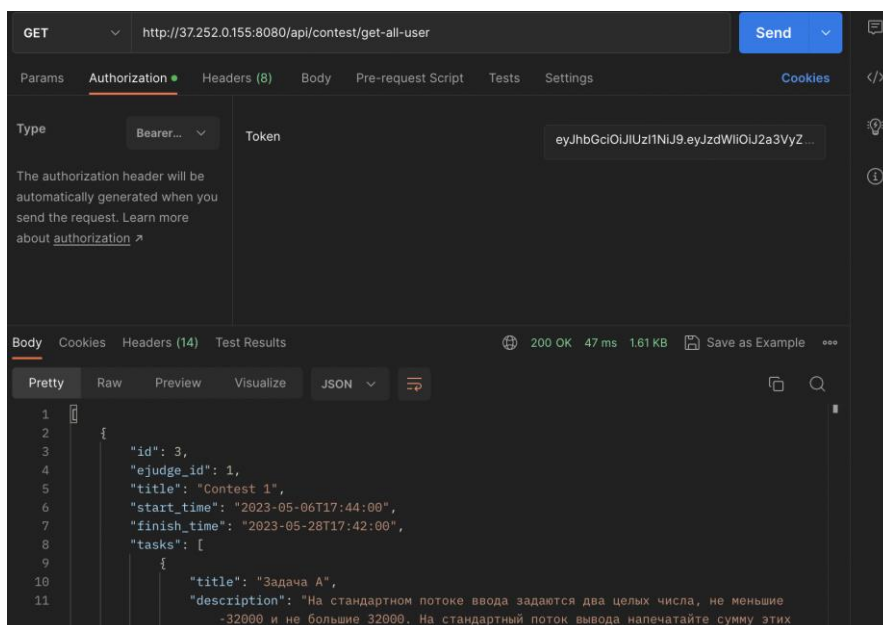 GET http://37.252.0.155:8080/api/contest/get-all-user Send
Params Authorization Headers (8) Body Pre-request Script Tests Settings Cookies
Type Bearer... Token eyJhbGciOiJIUzI1NiJ9.eyJzdWIiOiJ2a3VyZ...
The authorization header will be
automatically generated when you
send the request. Learn more
about authorization ↗
Body Cookies Headers (14) Test Results 200 OK 47 ms 1.61 KB Save as Example
Pretty Raw Preview Visualize JSON
1 [
2 {
3 "id": 3,
4 "ejudge_id": 1,
5 "title": "Contest 1",
6 "start_time": "2023-05-06T17:44:00",
7 "finish_time": "2023-05-28T17:42:00",
8 "tasks": [
9 {
10 "title": "Задача A",
11 "description": "На стандартном потоке ввода задаются два целых числа, не меньшие
-32000 и не большие 32000. На стандартный поток вывода напечатайте сумму этих